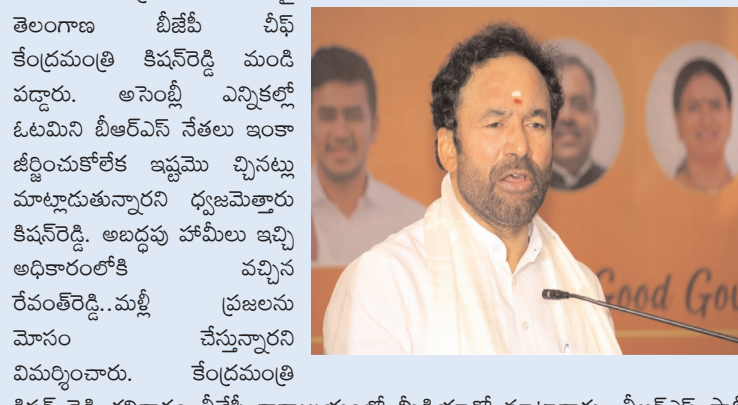 తెలంగాణ బీజేపీ చీఫ్
కేంద్రమంత్రి కిషన్‌రెడ్డి మండి
పడ్డారు. అసెంబ్లీ ఎన్నికల్లో
ఓటమిని బీఆర్ఎస్ నేతలు ఇంకా
జీర్ణించుకోలేక ఇష్టమొ చ్చినట్లు
మాట్లాడుతున్నారని ధ్వజమెత్తారు
కిషన్‌రెడ్డి. అబద్ధపు హామీలు ఇచ్చి
అధికారంలోకి వచ్చిన
రేవంత్‌రెడ్డి..మళ్లీ ప్రజలను
మోసం చేస్తున్నారని
విమర్శించారు. కేంద్రమంత్రి
Good Gov